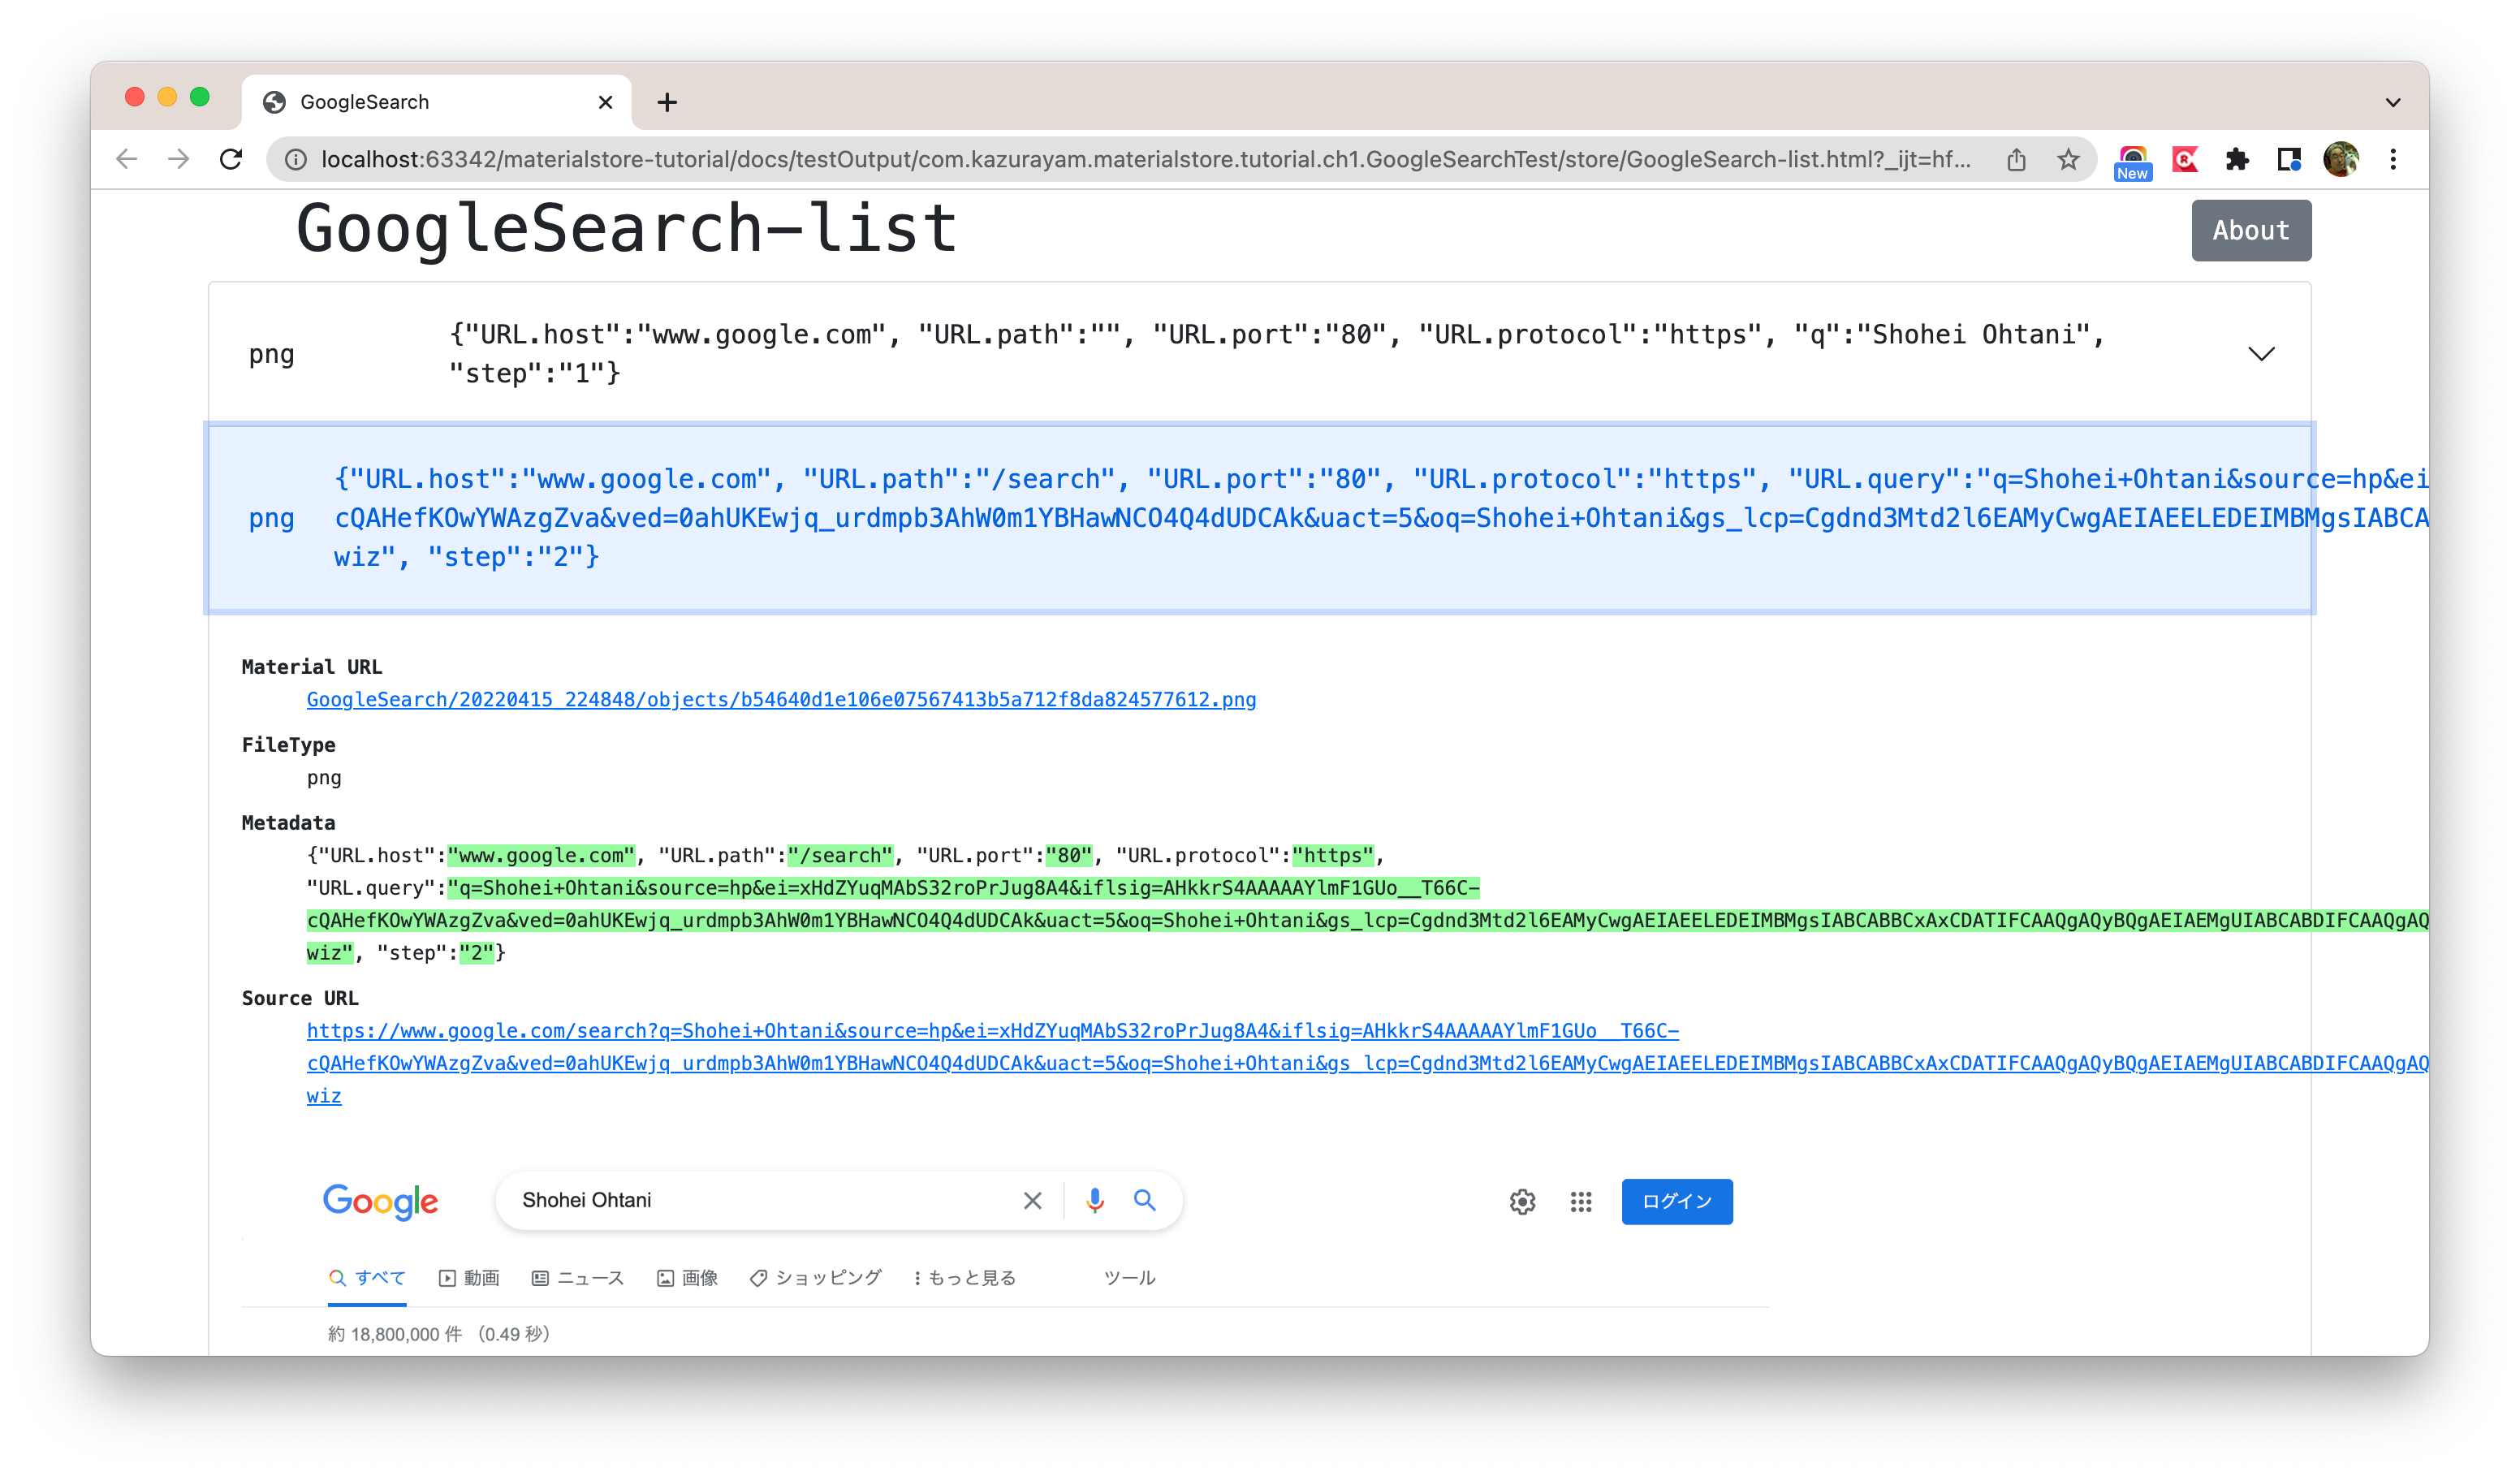 GoogleSearch
localhost:63342/materialstore-tutorial/docs/testOutput/com.kazurayam.materialstore.tutorial.ch1.GoogleSearchTest/store/GoogleSearch-list.html?_ijt=hf...
New
GoogleSearch-list
About
png
{"URL.host":"www.google.com", "URL.path":"", "URL.port":"80", "URL.protocol":"https", "q":"Shohei Ohtani",
"step":"1"}
png
{"URL.host":"www.google.com", "URL.path":"/search", "URL.port":"80", "URL.protocol":"https", "URL.query":"q=Shohei+Ohtani&source=hp&ei
cQAHefKOwYWAzgZva&ved=0ahUKEwjq_urdmpb3AhW0m1YBHawNCO4Q4dUDCAk&uact=5&oq=Shohei+Ohtani&gs_lcp=Cgdnd3Mtd2l6EAMyCwgAEIAEELEDEIMBMgsIABCA
wiz", "step":"2"}
Material URL
GoogleSearch/20220415_224848/objects/b54640d1e106e07567413b5a712f8da824577612.png
FileType
png
Metadata
{"URL.host":"www.google.com", "URL.path":"/search", "URL.port":"80", "URL.protocol":"https",
"URL.query":"q=Shohei+Ohtani&source=hp&ei=xHdZYuqMAbS32roPrJug8A4&iflsig=AHkkrS4AAAAAYlmF1GUo__T66C-
cQAHefKOwYWAzgZva&ved=0ahUKEwjq_urdmpb3AhW0m1YBHawNCO4Q4dUDCAk&uact=5&oq=Shohei+Ohtani&gs_lcp=Cgdnd3Mtd2l6EAMyCwgAEIAEELEDEIMBMgsIABCABBCxAxCDATIFCAAQgAQyBQgAEIAEMgUIABCABDIFCAAQgAQ
wiz", "step":"2"}
Source URL
https://www.google.com/search?q=Shohei+Ohtani&source=hp&ei=xHdZYuqMAbS32roPrJug8A4&iflsig=AHkkrS4AAAAAYlmF1GUo__T66C-
cQAHefKOwYWAzgZva&ved=0ahUKEwjq_urdmpb3AhW0m1YBHawNCO4Q4dUDCAk&uact=5&oq=Shohei+Ohtani&gs_lcp=Cgdnd3Mtd2l6EAMyCwgAEIAEELEDEIMBMgsIABCABBCxAxCDATIFCAAQgAQyBQgAEIAEMgUIABCABDIFCAAQgAQ
wiz
Google
Shohei Ohtani
ログイン
すべて 動画 ニュース 画像 ショッピング もっと見る ツール
約 18,800,000 件 （0.49 秒）